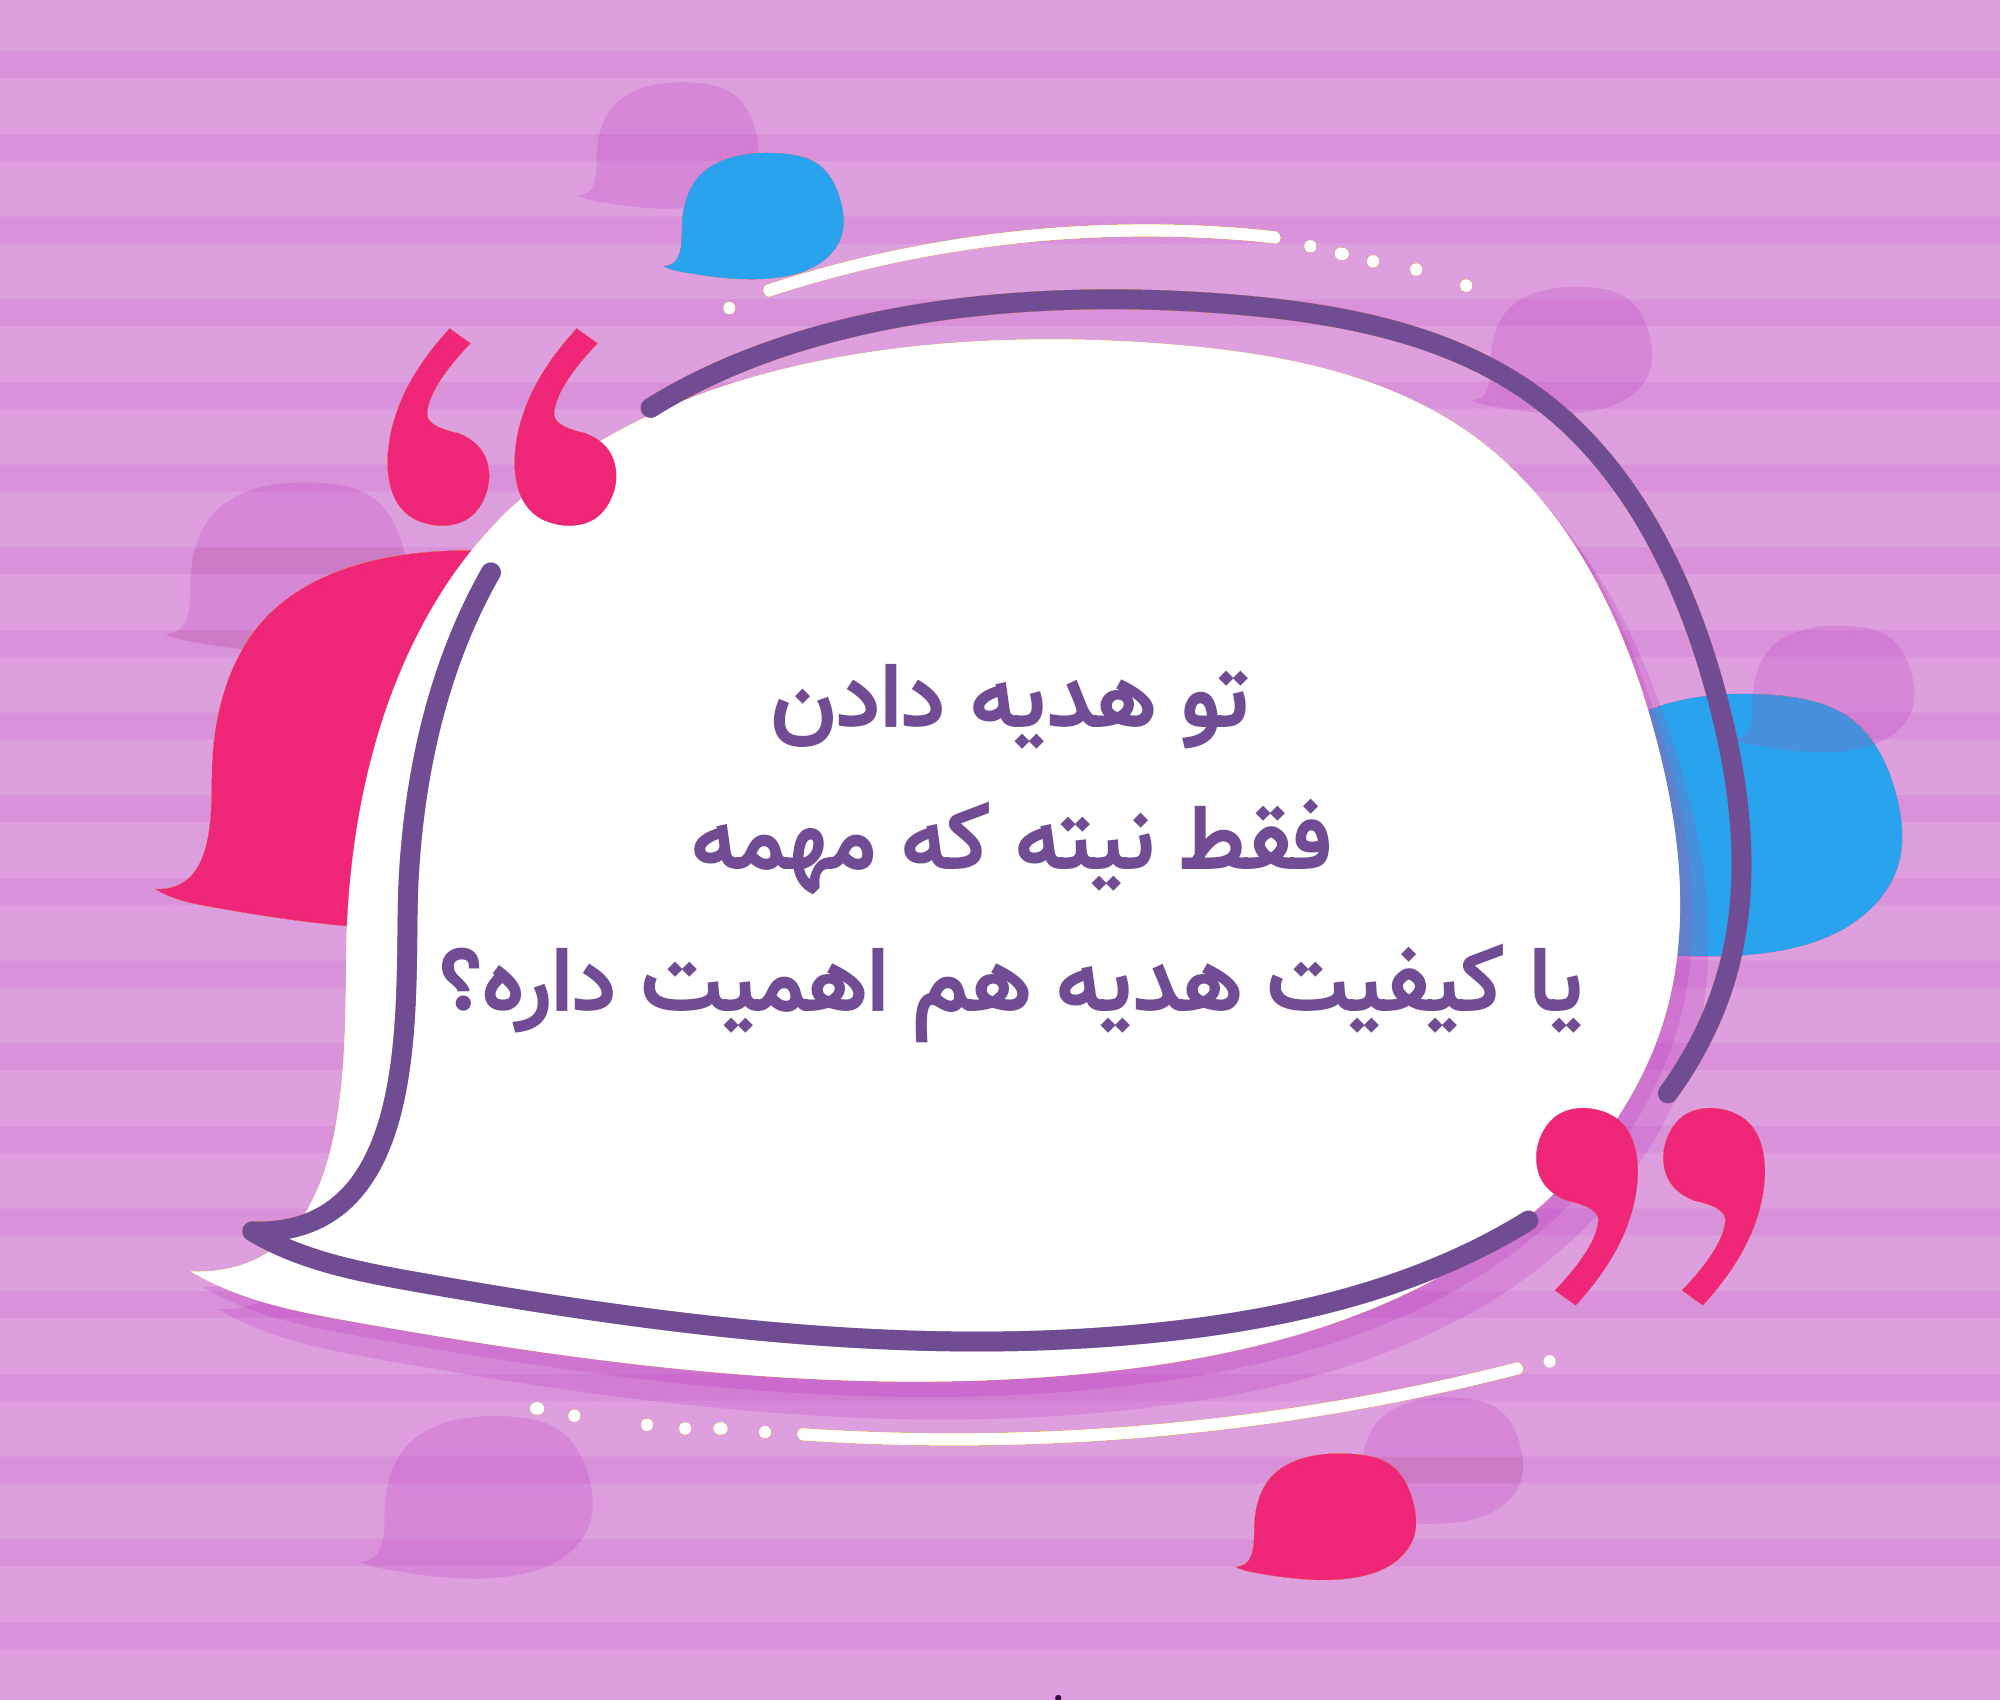 تو هدیه دادن
فقط نیته که مهمه
یا کیفیت هدیه هم اهمیت داره؟